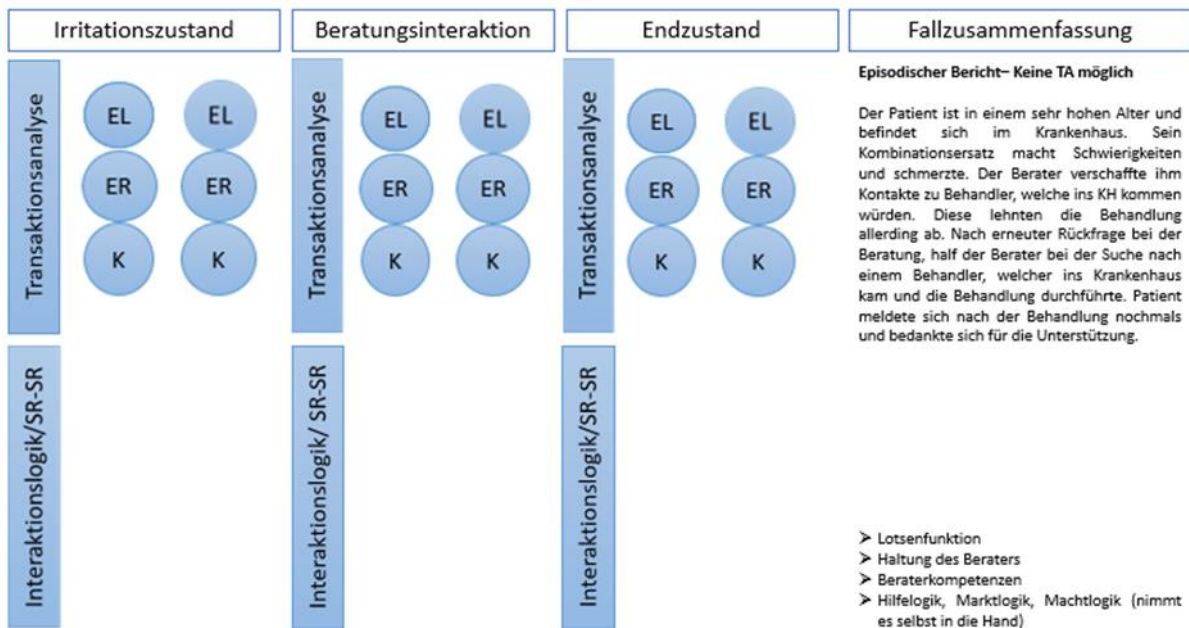 Irritationszustand
Beratungsinteraktion
Endzustand
Fallzusammenfassung
Transaktionsanalyse
EL EL
ER ER
K K
Transaktionsanalyse
EL EL
ER ER
K K
Transaktionsanalyse
EL EL
ER ER
K K
Interaktionslogik/SR-SR
Interaktionslogik/ SR-SR
Interaktionslogik/SR-SR
Episodischer Bericht– Keine TA möglich
Der Patient ist in einem sehr hohen Alter und
befindet sich im Krankenhaus. Sein
Kombinationsersatz macht Schwierigkeiten
und schmerzte. Der Berater verschaffte ihm
Kontakte zu Behandler, welche ins KH kommen
würden. Diese lehnten die Behandlung
allerding ab. Nach erneuter Rückfrage bei der
Beratung, half der Berater bei der Suche nach
einem Behandler, welcher ins Krankenhaus
kam und die Behandlung durchführte. Patient
meldete sich nach der Behandlung nochmals
und bedankte sich für die Unterstützung.
➢ Lotsenfunktion
➢ Haltung des Beraters
➢ Beraterkompetenzen
➢ Hilfelogik, Marktlogik, Machtlogik (nimmt
es selbst in die Hand)